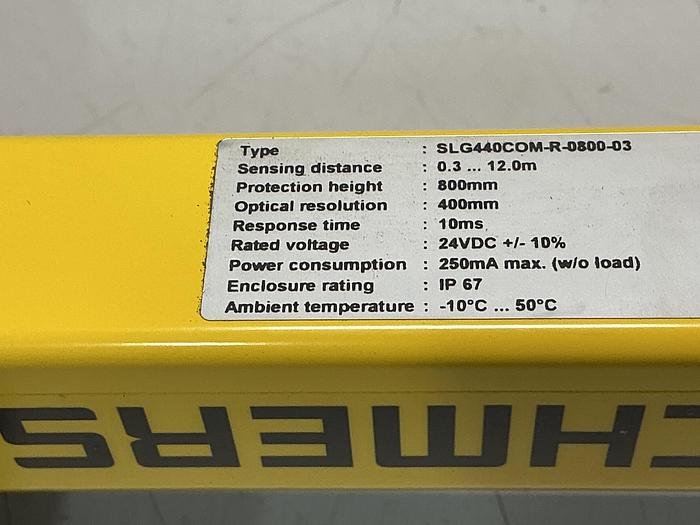 Type : SLG440COM-R-0800-03
Sensing distance : 0.3 ... 12.0m
Protection height : 800mm
Optical resolution : 400mm
Response time : 10ms
Rated voltage : 24VDC +/- 10%
Power consumption : 250mA max. (w/o load)
Enclosure rating : IP 67
Ambient temperature : -10°C ... 50°C
CHMERS